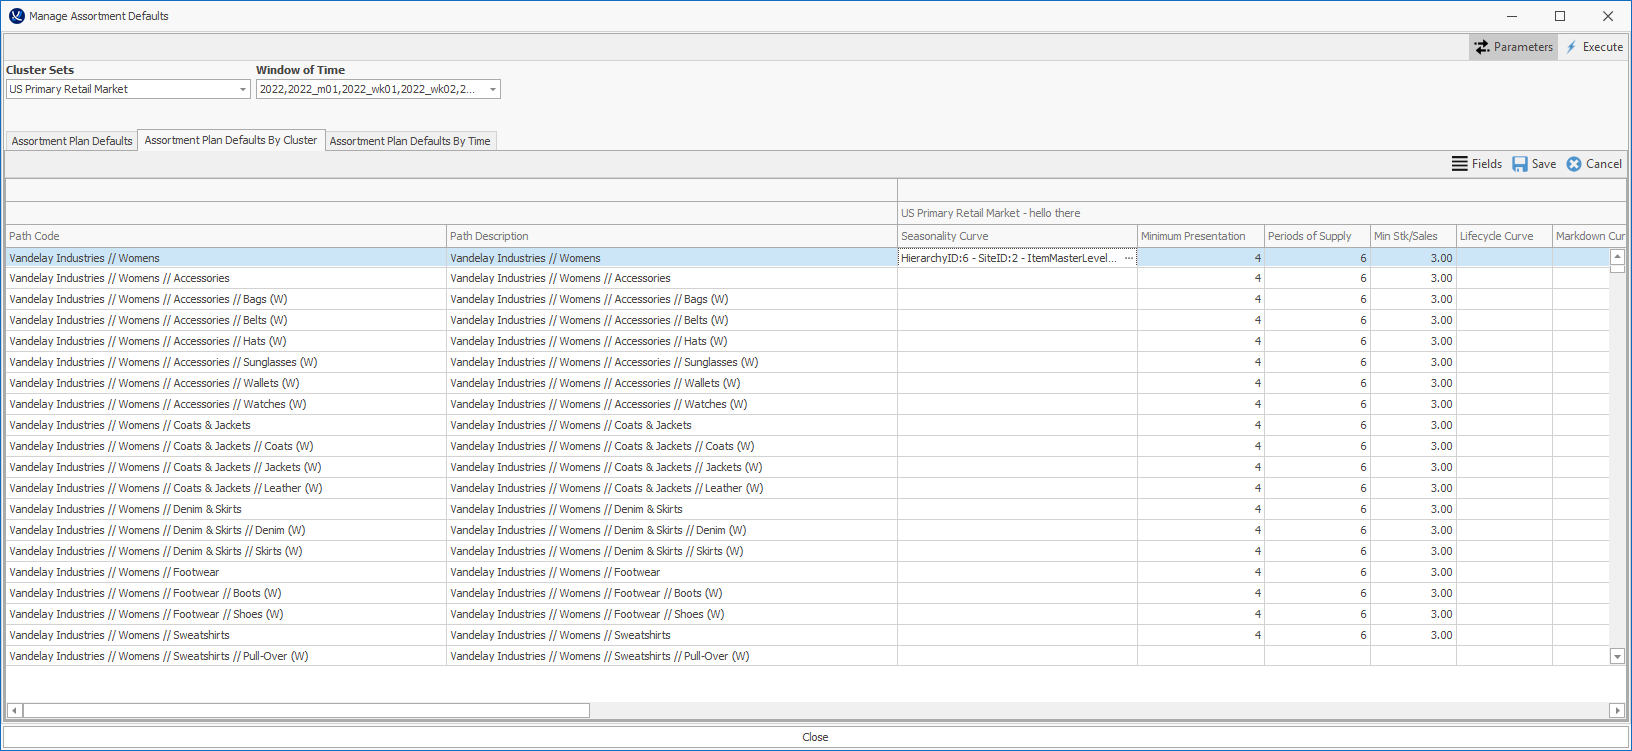 Manage Assortment Defaults
Parameters Execute
Cluster Sets Window of Time
US Primary Retail Market 2022,2022_m01,2022_wk01,2022_wk02,2...
Assortment Plan Defaults Assortment Plan Defaults By Cluster Assortment Plan Defaults By Time
Fields Save Cancel
US Primary Retail Market - hello there
Path Code Path Description Seasonality Curve Minimum Presentation Periods of Supply Min Stk/Sales Lifecycle Curve Markdown Cur
Vandelay Industries // Womens Vandelay Industries // Womens HierarchyID:6 - SiteID:2 - ItemMasterLevel... ... 4 6 3.00
Vandelay Industries // Womens // Accessories Vandelay Industries // Womens // Accessories 4 6 3.00
Vandelay Industries // Womens // Accessories // Bags (W) Vandelay Industries // Womens // Accessories // Bags (W) 4 6 3.00
Vandelay Industries // Womens // Accessories // Belts (W) Vandelay Industries // Womens // Accessories // Belts (W) 4 6 3.00
Vandelay Industries // Womens // Accessories // Hats (W) Vandelay Industries // Womens // Accessories // Hats (W) 4 6 3.00
Vandelay Industries // Womens // Accessories // Sunglasses (W) Vandelay Industries // Womens // Accessories // Sunglasses (W) 4 6 3.00
Vandelay Industries // Womens // Accessories // Wallets (W) Vandelay Industries // Womens // Accessories // Wallets (W) 4 6 3.00
Vandelay Industries // Womens // Accessories // Watches (W) Vandelay Industries // Womens // Accessories // Watches (W) 4 6 3.00
Vandelay Industries // Womens // Coats & Jackets Vandelay Industries // Womens // Coats & Jackets 4 6 3.00
Vandelay Industries // Womens // Coats & Jackets // Coats (W) Vandelay Industries // Womens // Coats & Jackets // Coats (W) 4 6 3.00
Vandelay Industries // Womens // Coats & Jackets // Jackets (W) Vandelay Industries // Womens // Coats & Jackets // Jackets (W) 4 6 3.00
Vandelay Industries // Womens // Coats & Jackets // Leather (W) Vandelay Industries // Womens // Coats & Jackets // Leather (W) 4 6 3.00
Vandelay Industries // Womens // Denim & Skirts Vandelay Industries // Womens // Denim & Skirts 4 6 3.00
Vandelay Industries // Womens // Denim & Skirts // Denim (W) Vandelay Industries // Womens // Denim & Skirts // Denim (W) 4 6 3.00
Vandelay Industries // Womens // Denim & Skirts // Skirts (W) Vandelay Industries // Womens // Denim & Skirts // Skirts (W) 4 6 3.00
Vandelay Industries // Womens // Footwear Vandelay Industries // Womens // Footwear 4 6 3.00
Vandelay Industries // Womens // Footwear // Boots (W) Vandelay Industries // Womens // Footwear // Boots (W) 4 6 3.00
Vandelay Industries // Womens // Footwear // Shoes (W) Vandelay Industries // Womens // Footwear // Shoes (W) 4 6 3.00
Vandelay Industries // Womens // Sweatshirts Vandelay Industries // Womens // Sweatshirts 4 6 3.00
Vandelay Industries // Womens // Sweatshirts // Pull-Over (W) Vandelay Industries // Womens // Sweatshirts // Pull-Over (W)
Close